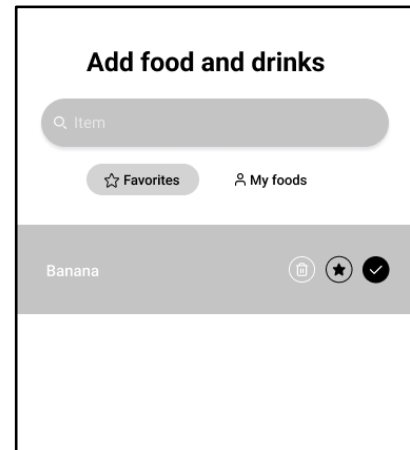 Add food and drinks
Item
Favorites
My foods
Banana